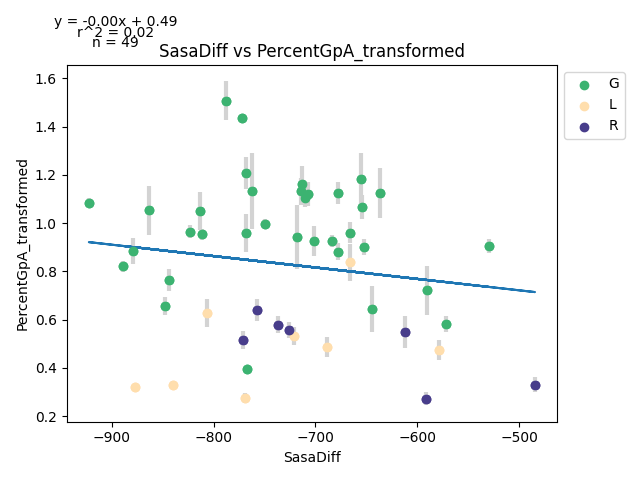 y = -0.00x + 0.49
r^2 = 0.02
n = 49
SasaDiff vs PercentGpA_transformed
1.6
1.4
1.2
1.0
0.8
0.6
0.4
0.2
PercentGpA_transformed
−900 −800 −700 −600 −500
SasaDiff
G
L
R